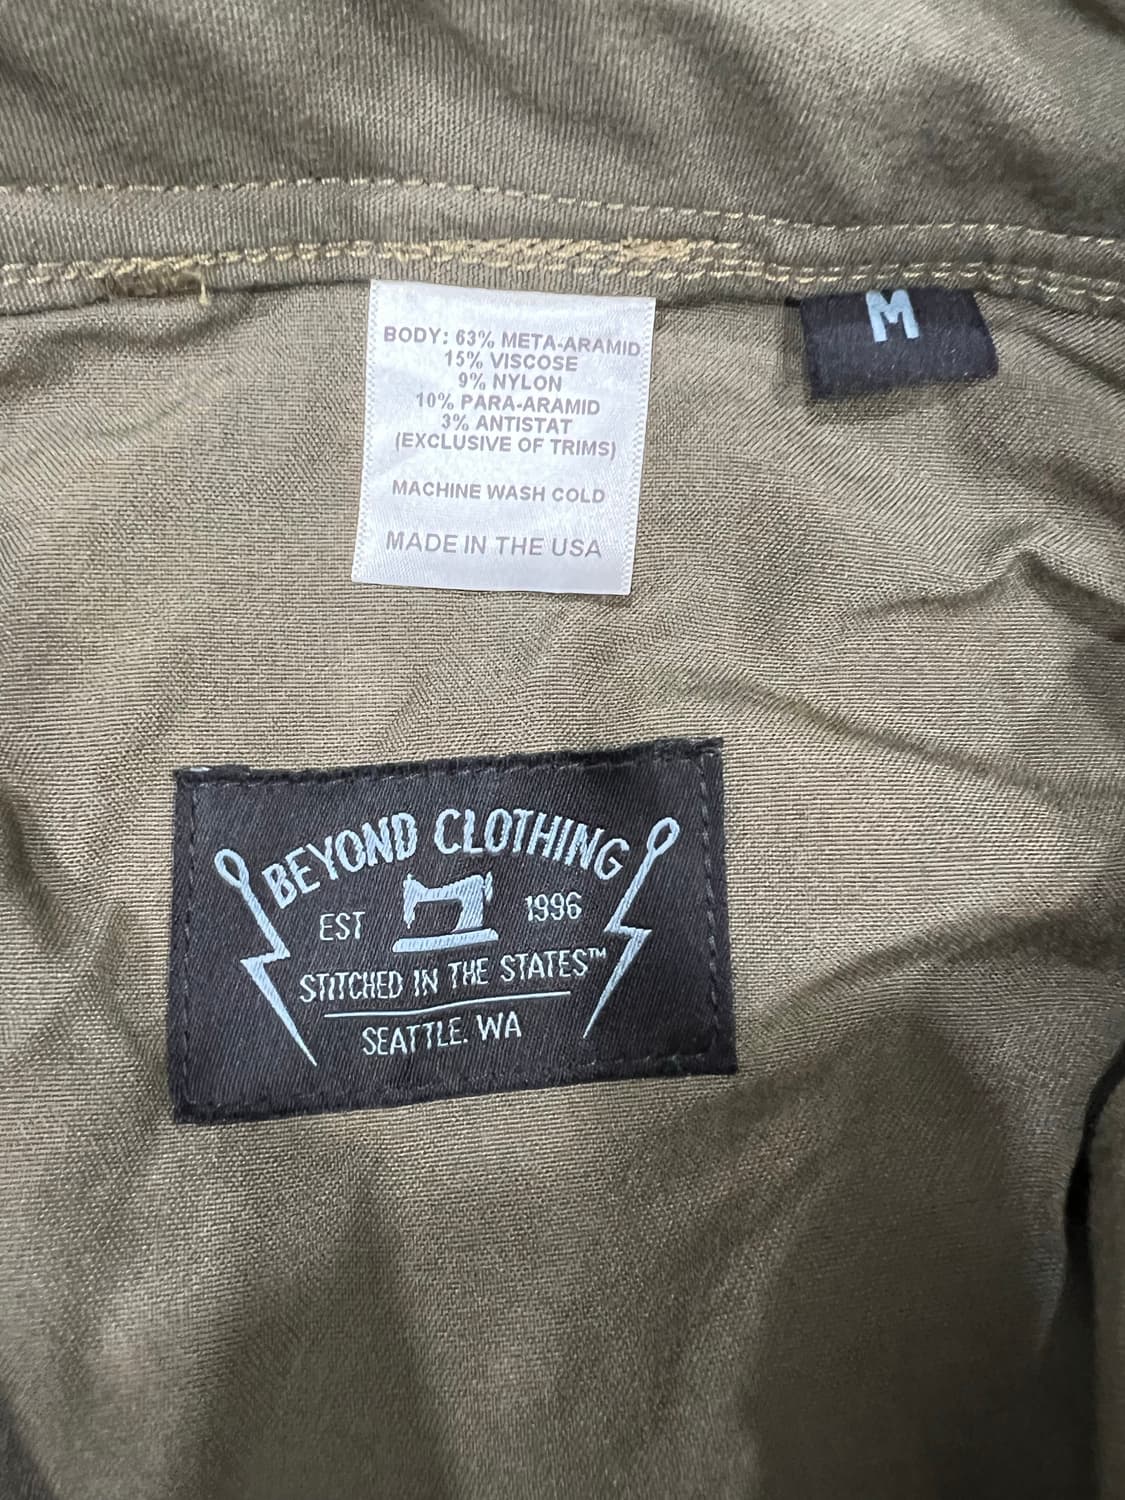 BODY: 63% META-ARAMID
15% VISCOSE
9% NYLON
10% PARA-ARAMID
3% ANTISTAT
(EXCLUSIVE OF TRIMS)
MACHINE WASH COLD
MADE IN THE USA
M
BEYOND CLOTHING
EST 1996
STITCHED IN THE STATES™
SEATTLE. WA